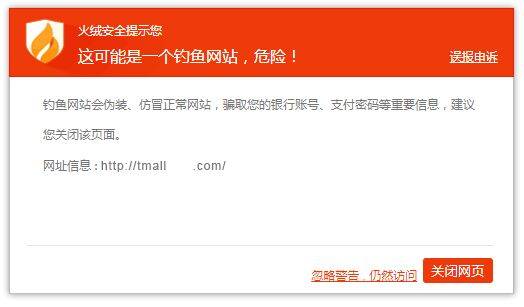 火绒安全提示您
这可能是一个钓鱼网站，危险！
误报申诉
钓鱼网站会伪装、仿冒正常网站，骗取您的银行账号、支付密码等重要信息，建议
您关闭该页面。
网址信息：http://tmall .com/
忽略警告，仍然访问
关闭网页